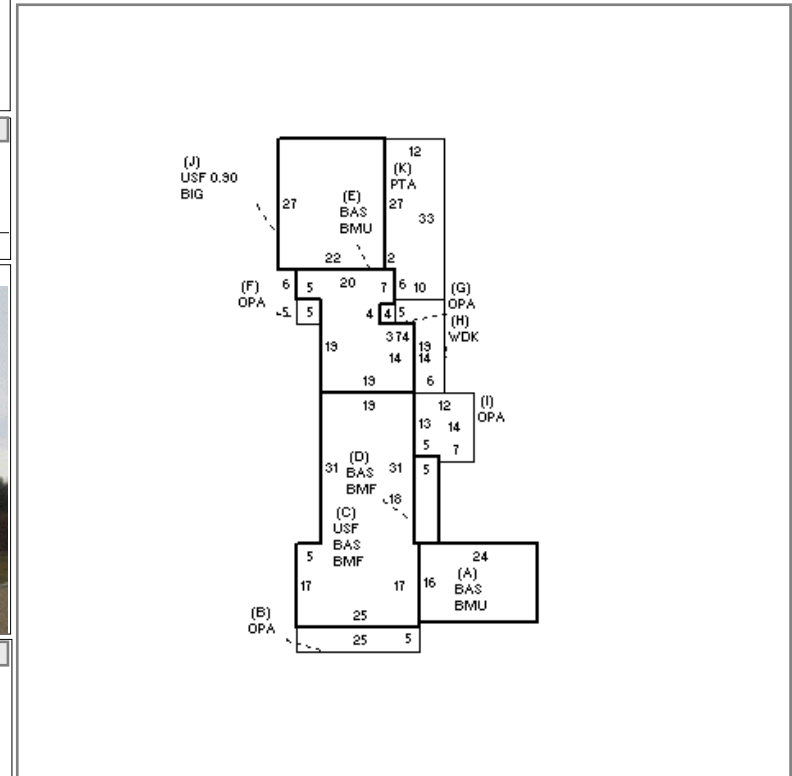 12
(J)
USF 0.90
BIG
(K)
PTA
27
(E)
BAS
BMU
27
33
22
2
(F)
OPA
6
5
20
7
6
10
(G)
OPA
5
5
4
4
5
(H)
WDK
19
3 7 4
19
14
14
19
6
19
12
(I)
OPA
13
14
5
7
31
(D)
BAS
BMF
31
5
18
(C)
USF
BAS
BMF
5
24
17
17
16
(A)
BAS
BMU
(B)
OPA
25
25
5